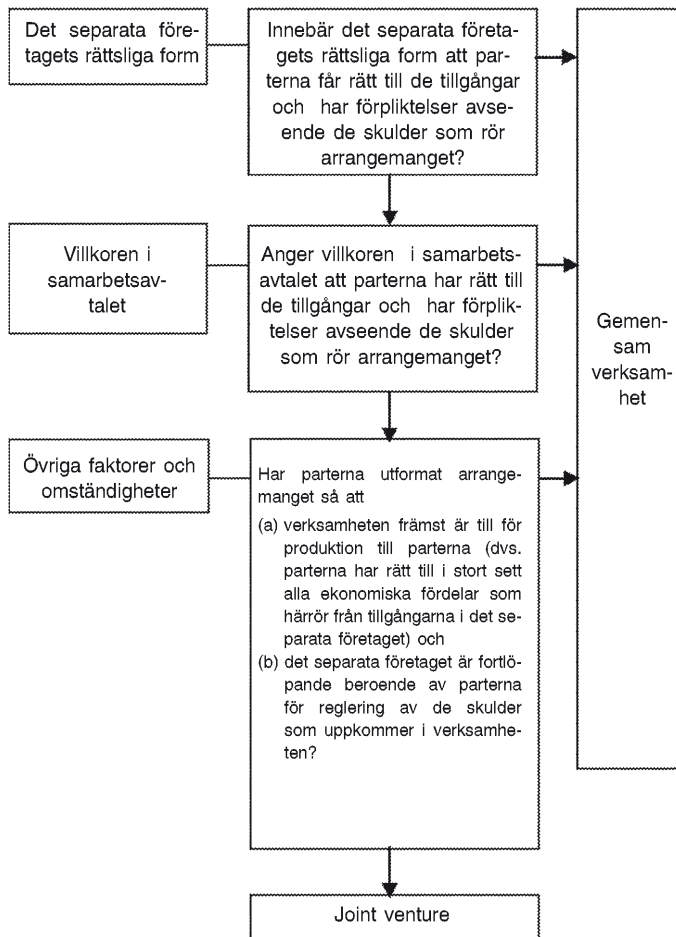 Det separata före-
tagets rättsliga form
Innebär det separata före-
tagets rättsliga form att par-
terna får rätt till de tillgångar
och har förpliktelser avse-
ende de skulder som rör
arrangemanget?
Villkoren i
samarbetsav-
talet
Anger villkoren i samarbets-
avtalet att parterna har rätt till
de tillgångar och har förplik-
telser avseende de skulder
som rör arrangemanget?
Gemen-
sam
verksam-
het
Övriga faktorer och
omständigheter
Har parterna utformat arrange-
manget så att
(a) verksamheten främst är till för
produktion till parterna (dvs.
parterna har rätt till i stort sett
alla ekonomiska fördelar som
härrör från tillgångarna i det se-
parata företaget) och
(b) det separata företaget är fortlö-
pande beroende av parterna
för reglering av de skulder
som uppkommer i verksamhe-
ten?
Joint venture